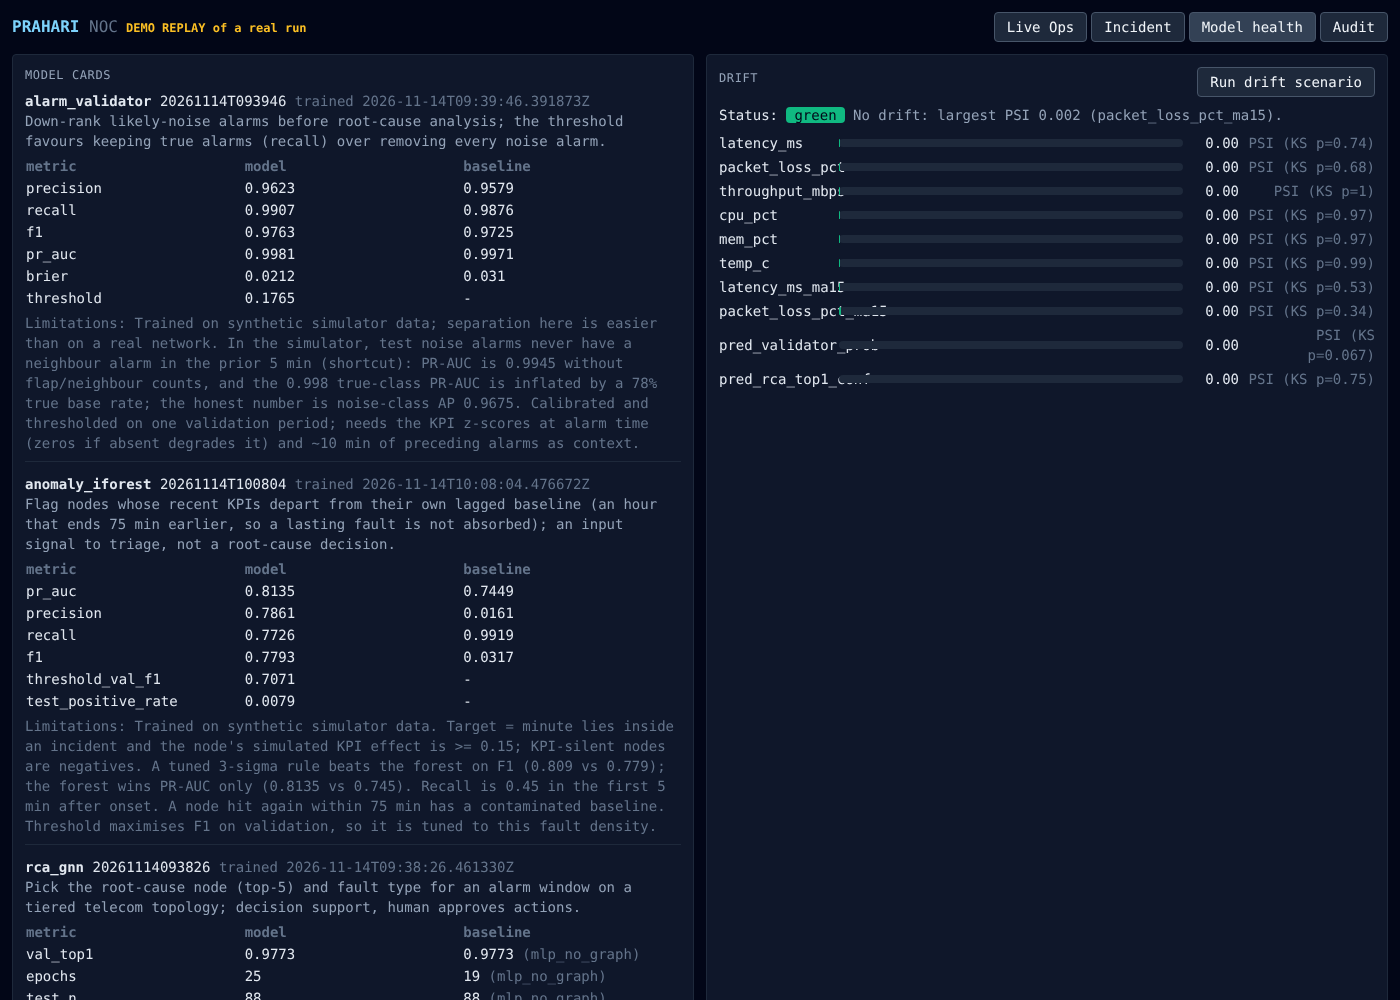 PRAHARI NOC DEMO REPLAY of a real run
Live Ops Incident Model health Audit
MODEL CARDS
alarm_validator 20261114T093946 trained 2026-11-14T09:39:46.391873Z
Down-rank likely-noise alarms before root-cause analysis; the threshold
favours keeping true alarms (recall) over removing every noise alarm.
metric model baseline
precision 0.9623 0.9579
recall 0.9907 0.9876
f1 0.9763 0.9725
pr_auc 0.9981 0.9971
brier 0.0212 0.031
threshold 0.1765 -
Limitations: Trained on synthetic simulator data; separation here is easier
than on a real network. In the simulator, test noise alarms never have a
neighbour alarm in the prior 5 min (shortcut): PR-AUC is 0.9945 without
flap/neighbour counts, and the 0.998 true-class PR-AUC is inflated by a 78%
true base rate; the honest number is noise-class AP 0.9675. Calibrated and
thresholded on one validation period; needs the KPI z-scores at alarm time
(zeros if absent degrades it) and ~10 min of preceding alarms as context.
anomaly_iforest 20261114T100804 trained 2026-11-14T10:08:04.476672Z
Flag nodes whose recent KPIs depart from their own lagged baseline (an hour
that ends 75 min earlier, so a lasting fault is not absorbed); an input
signal to triage, not a root-cause decision.
metric model baseline
pr_auc 0.8135 0.7449
precision 0.7861 0.0161
recall 0.7726 0.9919
f1 0.7793 0.0317
threshold_val_f1 0.7071 -
test_positive_rate 0.0079 -
Limitations: Trained on synthetic simulator data. Target = minute lies inside
an incident and the node's simulated KPI effect is >= 0.15; KPI-silent nodes
are negatives. A tuned 3-sigma rule beats the forest on F1 (0.809 vs 0.779);
the forest wins PR-AUC only (0.8135 vs 0.745). Recall is 0.45 in the first 5
min after onset. A node hit again within 75 min has a contaminated baseline.
Threshold maximises F1 on validation, so it is tuned to this fault density.
rca_gnn 20261114093826 trained 2026-11-14T09:38:26.461330Z
Pick the root-cause node (top-5) and fault type for an alarm window on a
tiered telecom topology; decision support, human approves actions.
metric model baseline
val_top1 0.9773 0.9773 (mlp_no_graph)
epochs 25 19 (mlp_no_graph)
test_n 88 88 (mlp_no_graph)
DRIFT
Run drift scenario
Status: green No drift: largest PSI 0.002 (packet_loss_pct_ma15).
latency_ms 0.00 PSI (KS p=0.74)
packet_loss_pct 0.00 PSI (KS p=0.68)
throughput_mbps 0.00 PSI (KS p=1)
cpu_pct 0.00 PSI (KS p=0.97)
mem_pct 0.00 PSI (KS p=0.97)
temp_c 0.00 PSI (KS p=0.99)
latency_ms_ma15 0.00 PSI (KS p=0.53)
packet_loss_pct_ma15 0.00 PSI (KS p=0.34)
pred_validator_prob 0.00 PSI (KS
p=0.067)
pred_rca_top1_conf 0.00 PSI (KS p=0.75)